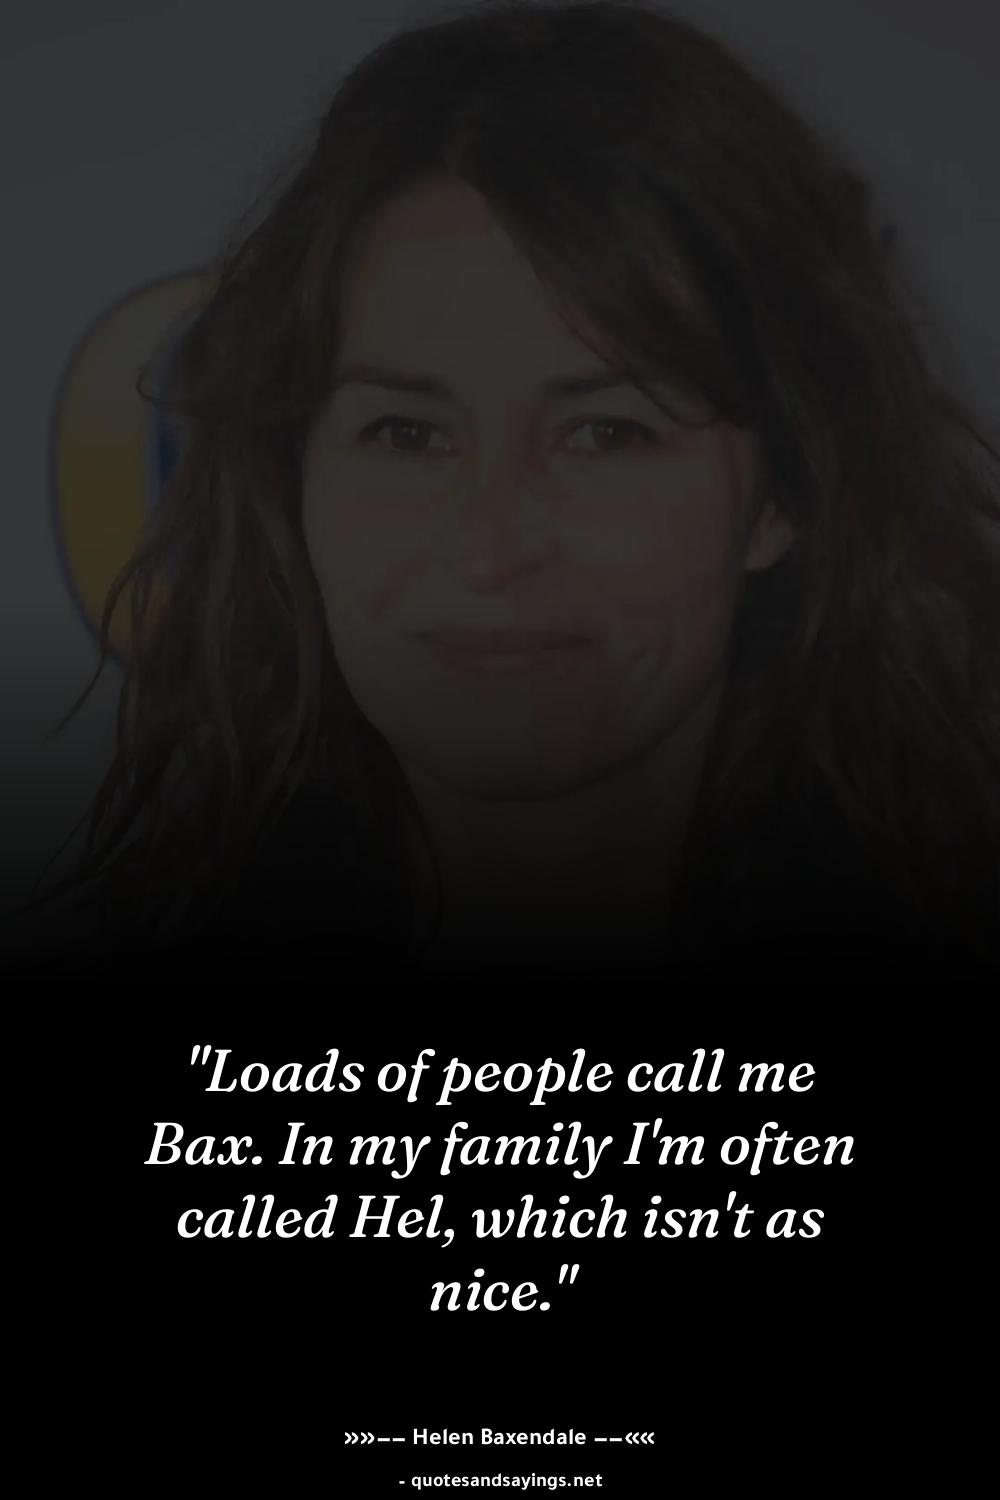 "Loads of people call me
Bax. In my family I'm often
called Hel, which isn't as
nice."
»»–– Helen Baxendale ––««
- quotesandsayings.net